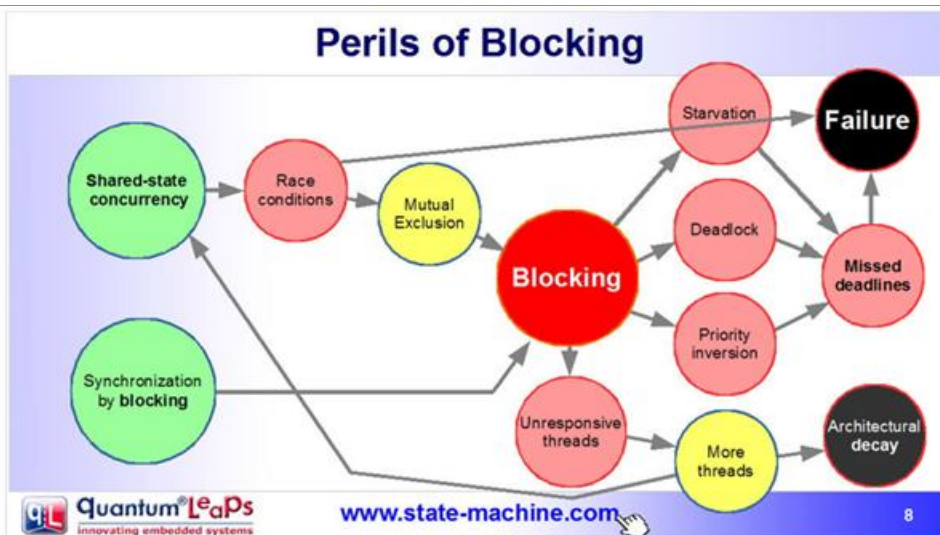 Perils of Blocking
Shared-state
concurrency
Race
conditions
Mutual
Exclusion
Blocking
Starvation
Failure
Deadlock
Missed
deadlines
Priority
inversion
Synchronization
by blocking
Unresponsive
threads
More
threads
Architectural
decay
QL
quantum®LeaPs
innovating embedded systems
www.state-machine.com
8